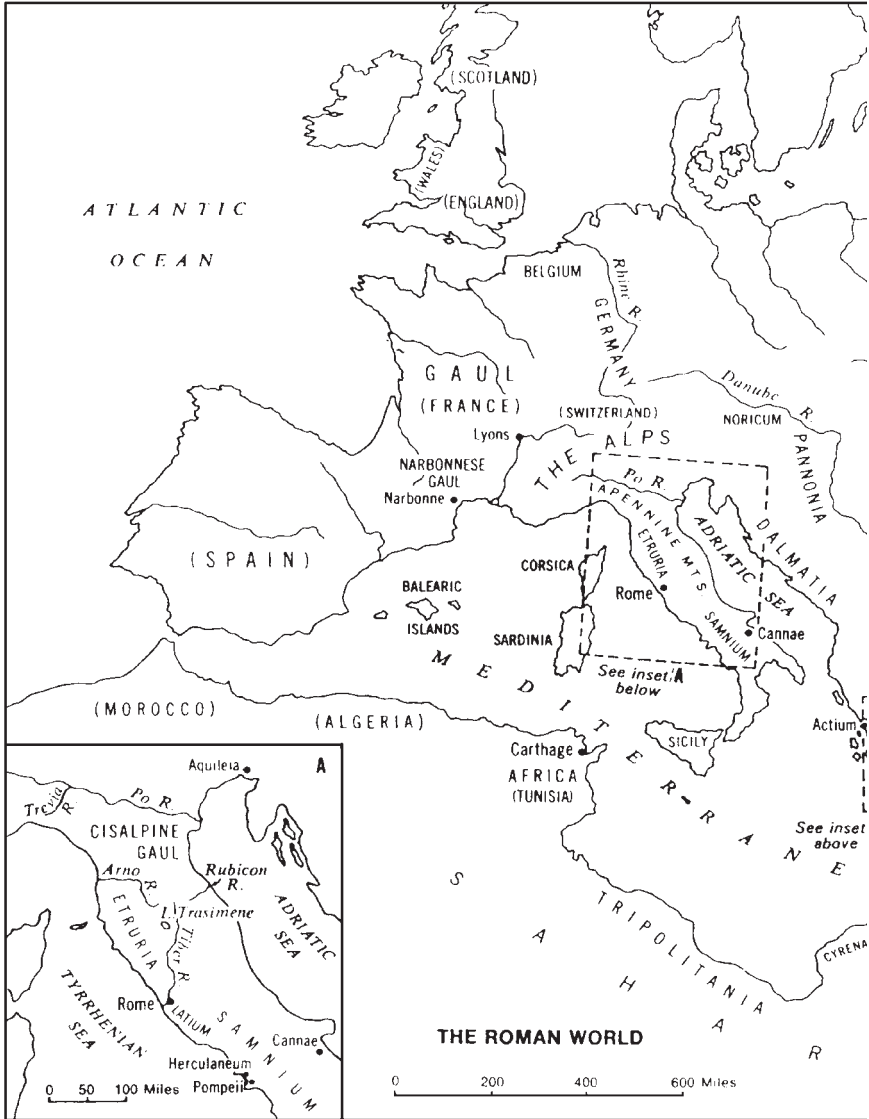 (SCOTLAND)
(WALES)
(ENGLAND)
ATLANTIC
OCEAN
BELGIUM
Rhine R.
GERMANY
GAUL
(FRANCE)
Danube R.
NORICUM
PANNONIA
(SWITZERLAND)
Lyons
THE ALPS
NARBONNESE
GAUL
Narbonne
Po R.
APENNINE MTS.
ETRURIA
ADRIATIC SEA
DALMATIA
(SPAIN)
CORSICA
BALEARIC
ISLANDS
Rome
SAMNIUM
Cannae
SARDINIA
See inset A
below
MEDITERRANE
(MOROCCO)
(ALGERIA)
SICILY
Actium
Carthage
AFRICA
(TUNISIA)
See inset
above
SAHAR
TRIPOLITANIA
CYRENA
A
Aquileia
Trevia R.
Po R.
CISALPINE
GAUL
Arno R.
Rubicon
R.
L. Trasimene
ETRURIA
Tiber R.
ADRIATIC
SEA
Rome
LATIUM
TYRRHENIAN
SEA
SAMNIUM
Cannae
Herculaneum
Pompeii
0 50 100 Miles
THE ROMAN WORLD
0 200 400 600 Miles